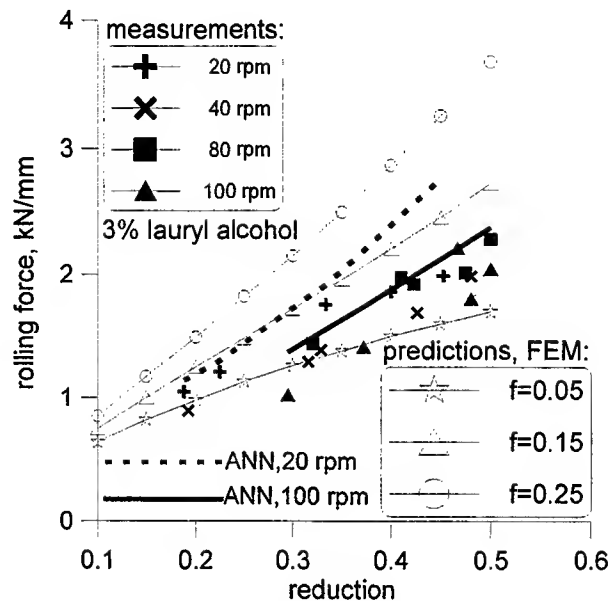 4
measurements:
20 rpm
40 rpm
80 rpm
100 rpm
3% lauryl alcohol
3
2
1
0
rolling force, kN/mm
predictions, FEM:
f=0.05
f=0.15
f=0.25
ANN,20 rpm
ANN,100 rpm
0.1 0.2 0.3 0.4 0.5 0.6
reduction